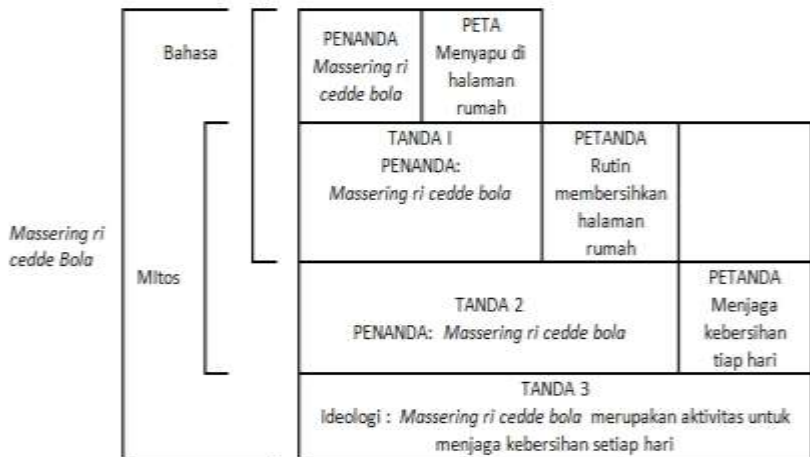 Bahasa
PENANDA
Massering ri
cedde bola
PETA
Menyapu di
halaman
rumah
TANDA I
PENANDA:
Massering ri cedde bola
PETANDA
Rutin
membersihkan
halaman
rumah
Massering ri
cedde Bola
MItos
TANDA 2
PENANDA: Massering ri cedde bola
PETANDA
Menjaga
kebersihan
tiap hari
TANDA 3
Ideologi : Massering ri cedde bola merupakan aktivitas untuk
menjaga kebersihan setiap hari